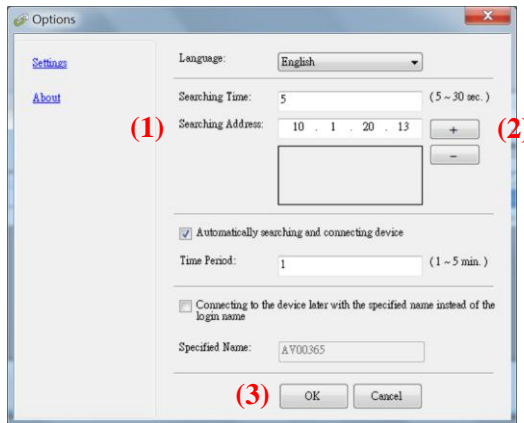 Options
Settings
About
Language:
English
Searching Time:
5
( 5 ~ 30 sec. )
(1)
Searching Address:
10 . 1 . 20 . 13
+
(2)
-
Automatically searching and connecting device
Time Period:
1
( 1 ~ 5 min. )
Connecting to the device later with the specified name instead of the
login name
Specified Name:
AV00365
(3)
OK
Cancel